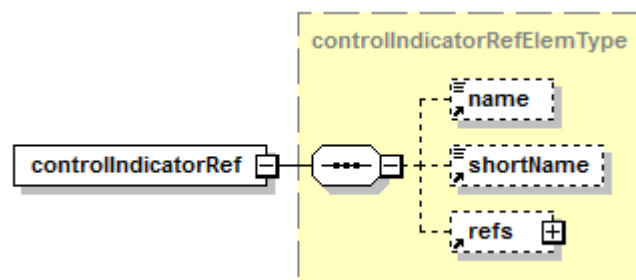 controlIndicatorRefElemType
name
controlIndicatorRef
shortName
refs